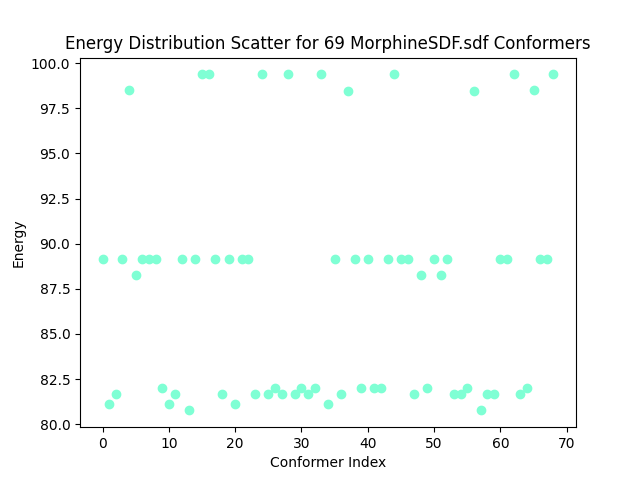 Energy Distribution Scatter for 69 MorphineSDF.sdf Conformers
100.0
97.5
95.0
92.5
90.0
87.5
85.0
82.5
80.0
Energy
0 10 20 30 40 50 60 70
Conformer Index